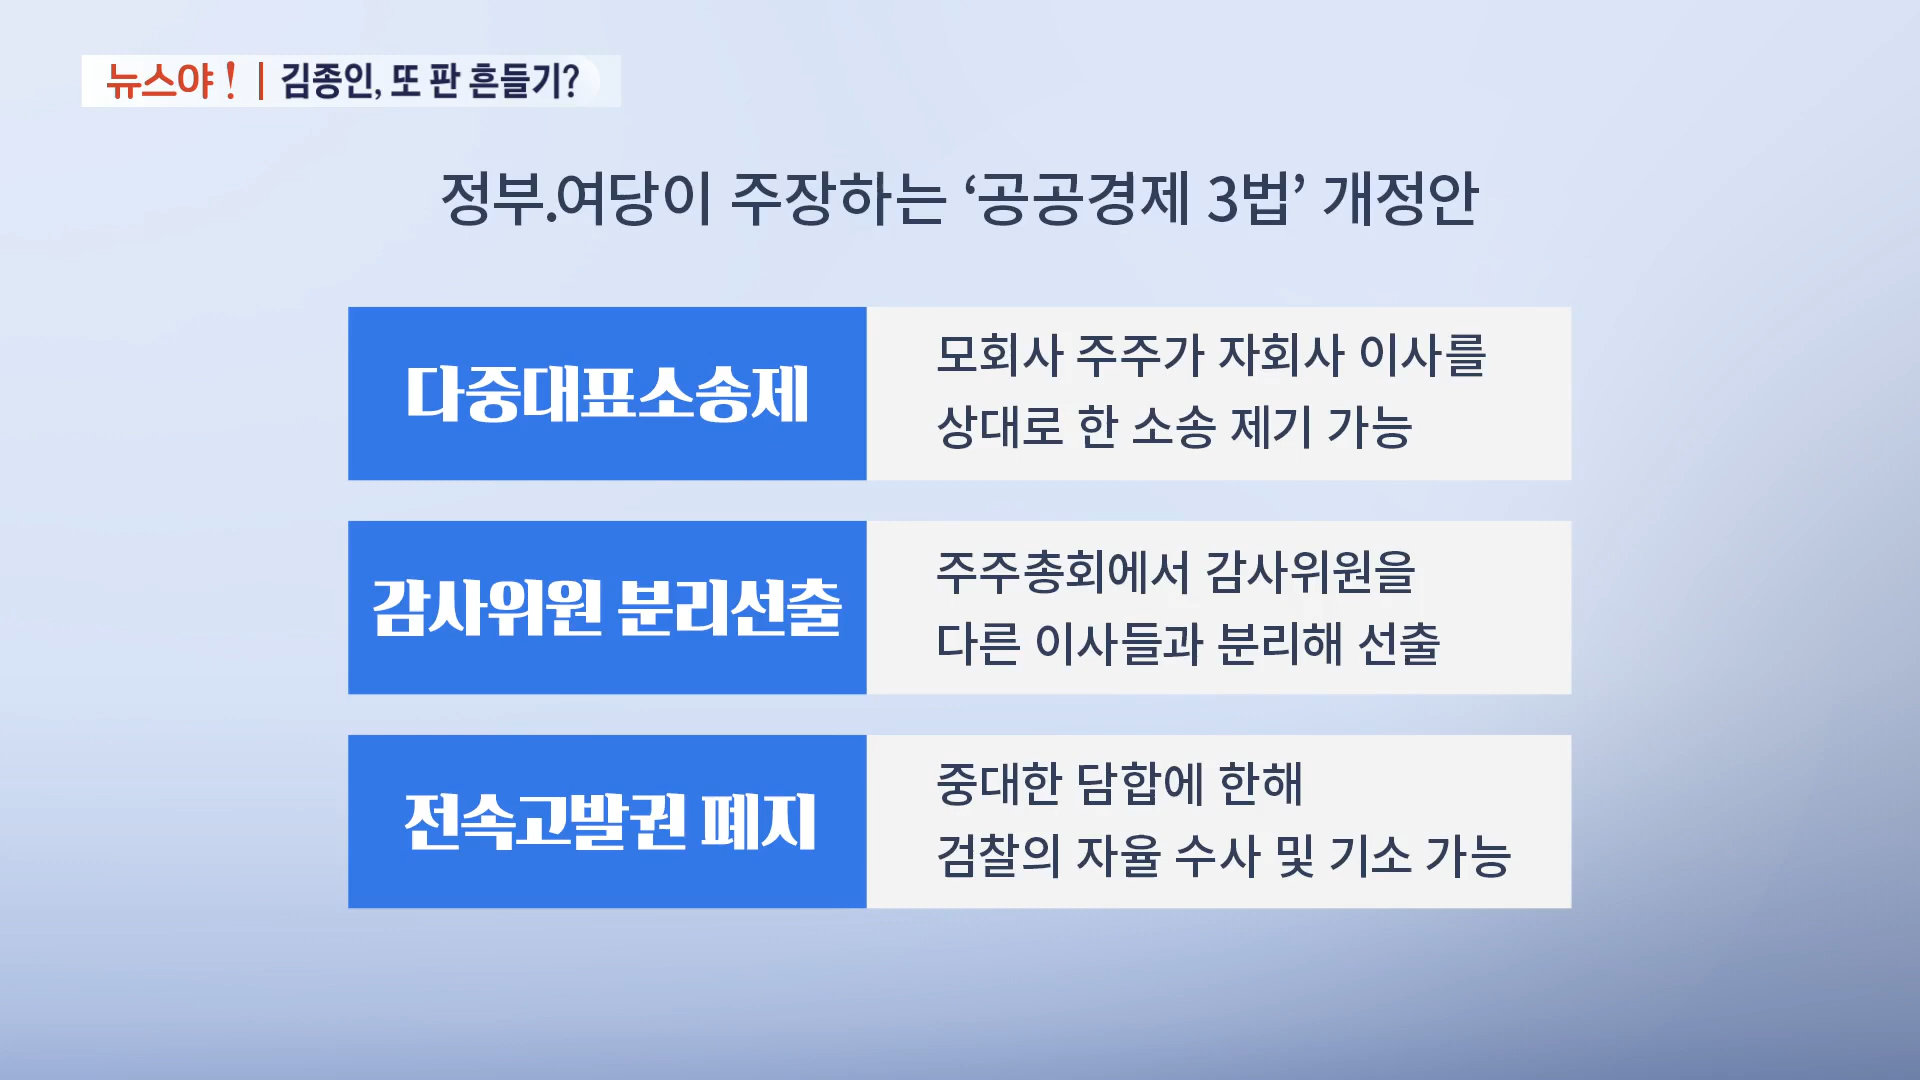 뉴스야! | 김종인, 또 판 흔들기?
정부.여당이 주장하는 ‘공공경제 3법’ 개정안
다중대표소송제
모회사 주주가 자회사 이사를
상대로 한 소송 제기 가능
감사위원 분리선출
주주총회에서 감사위원을
다른 이사들과 분리해 선출
전속고발권 폐지
중대한 담합에 한해
검찰의 자율 수사 및 기소 가능